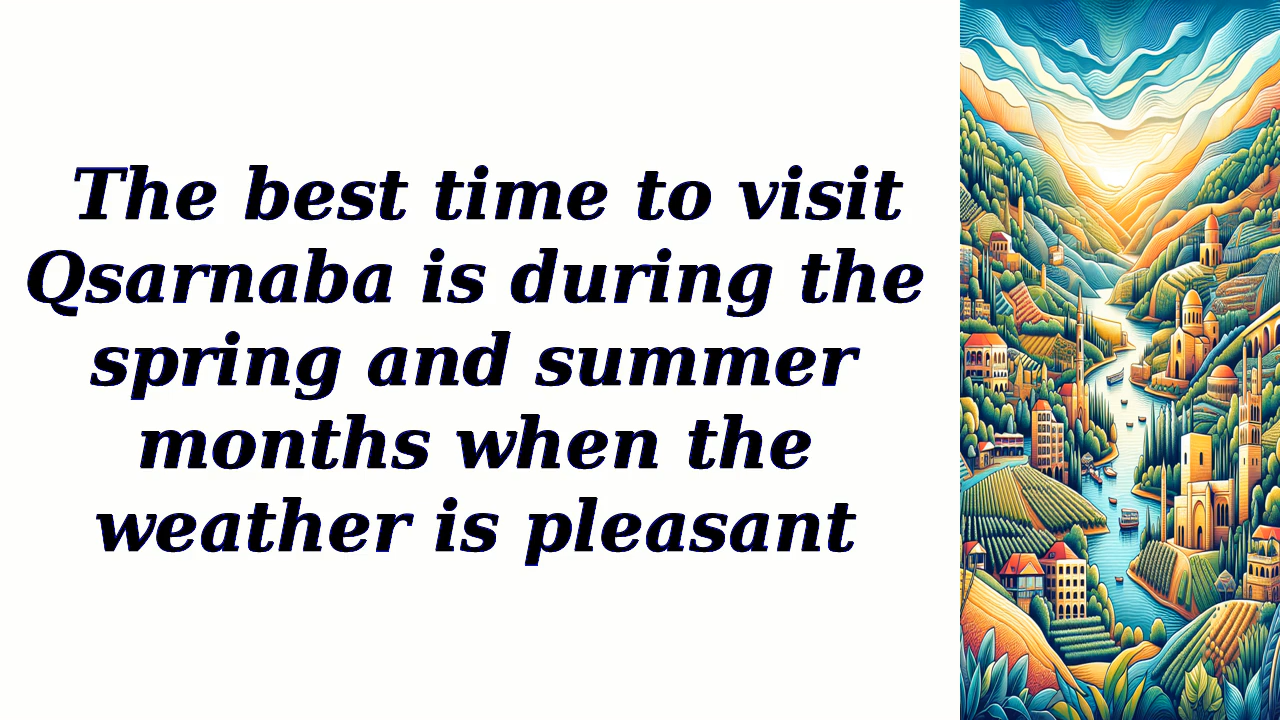 The best time to visit
Qsarnaba is during the
spring and summer
months when the
weather is pleasant